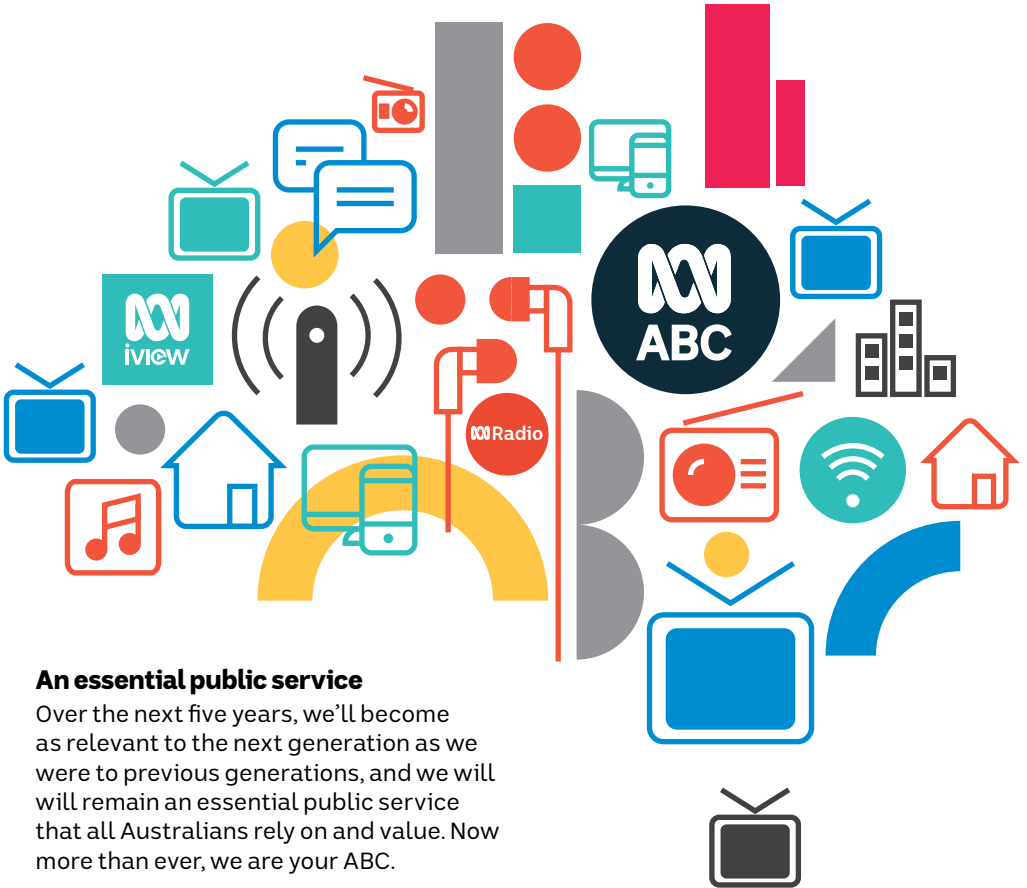 iview
ABC
Radio
An essential public service
Over the next five years, we’ll become
as relevant to the next generation as we
were to previous generations, and we will
will remain an essential public service
that all Australians rely on and value. Now
more than ever, we are your ABC.